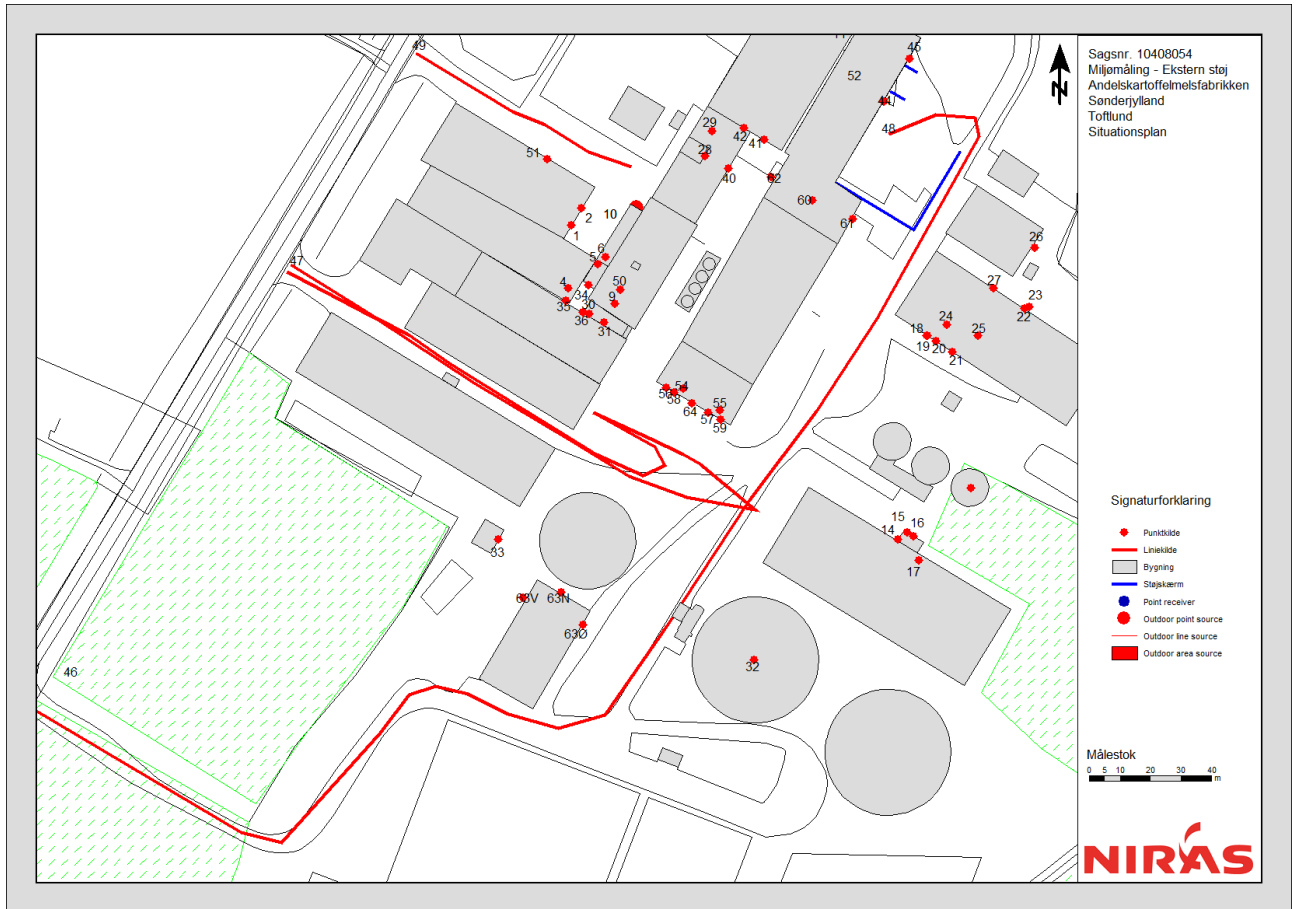 Sagsnr. 10408054
Miljømåling - Ekstern støj
Andelskartoffelmelsfabrikken
Sønderjylland
Toftlund
Situationsplan
N
49
45
52
44
48
29
42
41
28
51
40
62
60
61
2
10
1
26
6
5
47
4
34
50
9
27
23
35
30
22
36
31
24
18
25
19
20
21
54
56
58
55
64
57
59
15
16
14
17
33
63V
63N
63Ø
32
46
Signaturforklaring
Punktkilde
Liniekilde
Bygning
Støjskærm
Point receiver
Outdoor point source
Outdoor line source
Outdoor area source
Målestok
0 5 10 20 30 40
m
NIRAS